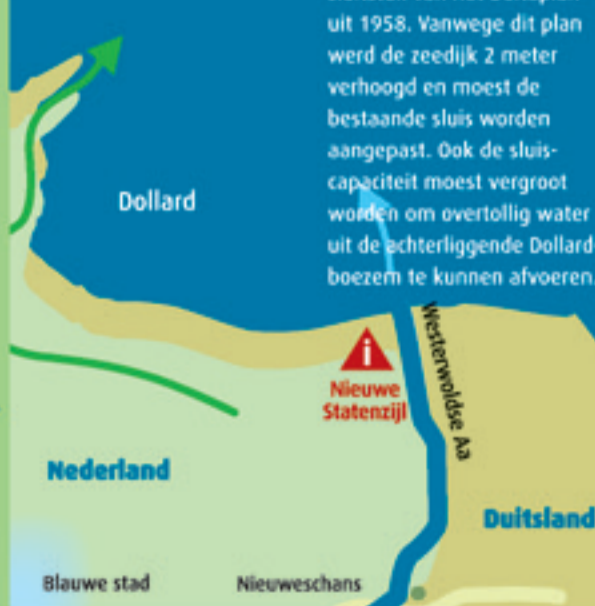 uit 1958. Vanwege dit plan
werd de zeedijk 2 meter
verhoogd en moest de
bestaande sluis worden
aangepast. Ook de sluis-
capaciteit moest vergroot
worden om overtollig water
uit de achterliggende Dollard
boezem te kunnen afvoeren.
Dollard
Westerwoldse Aa
i
Nieuwe
Statenzijl
Nederland
Duitsland
Blauwe stad
Nieuweschans